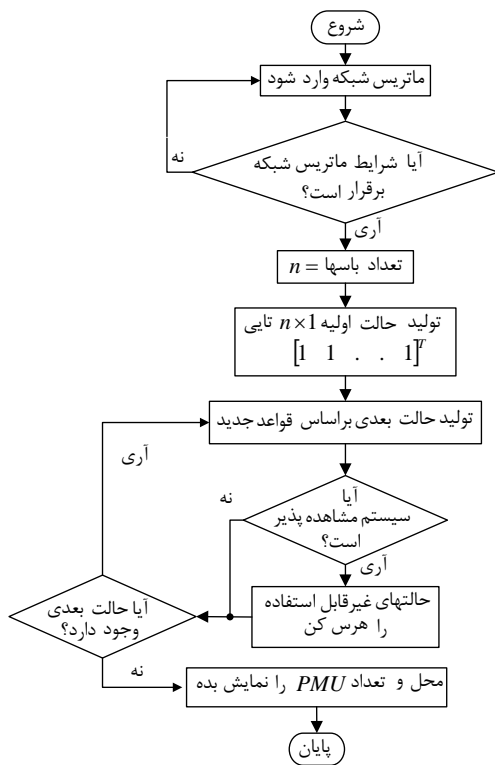 شروع
ماتریس شبکه وارد شود
نه
آیا شرایط ماتریس شبکه
برقرار است؟
آری
تعداد باسها = n
تولید حالت اولیه n×1 تایی
[1 1 . . 1]^T
تولید حالت بعدی براساس قواعد جدید
آری
نه
آیا
سیستم مشاهده پذیر
است؟
آری
حالتهای غیرقابل استفاده
را هرس کن
آیا حالت بعدی
وجود دارد؟
نه
محل و تعداد PMU را نمایش بده
پایان